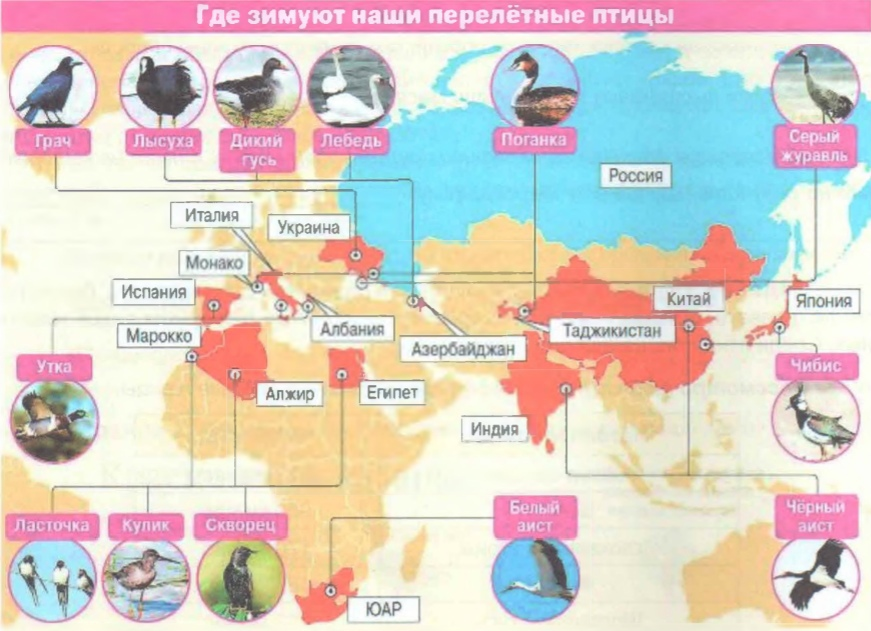 Где зимуют наши перелётные птицы
Грач
Лысуха
Дикий
гусь
Лебедь
Поганка
Серый
журавль
Россия
Италия
Украина
Монако
Испания
Китай
Япония
Марокко
Албания
Азербайджан
Таджикистан
Утка
Чибис
Алжир
Египет
Индия
Ласточка
Кулик
Скворец
Белый
аист
Чёрный
аист
ЮАР